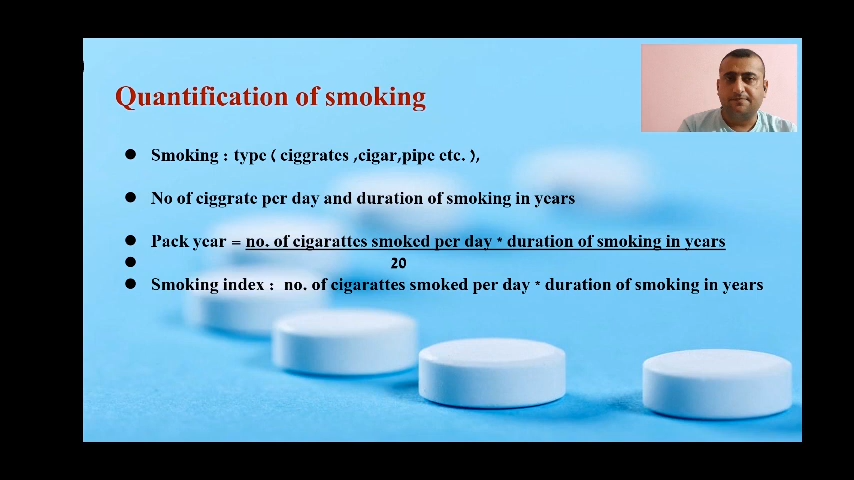 Quantification of smoking
Smoking : type ( ciggrates ,cigar,pipe etc. ),
No of ciggrate per day and duration of smoking in years
Pack year = no. of cigarattes smoked per day * duration of smoking in years
20
Smoking index : no. of cigarattes smoked per day * duration of smoking in years